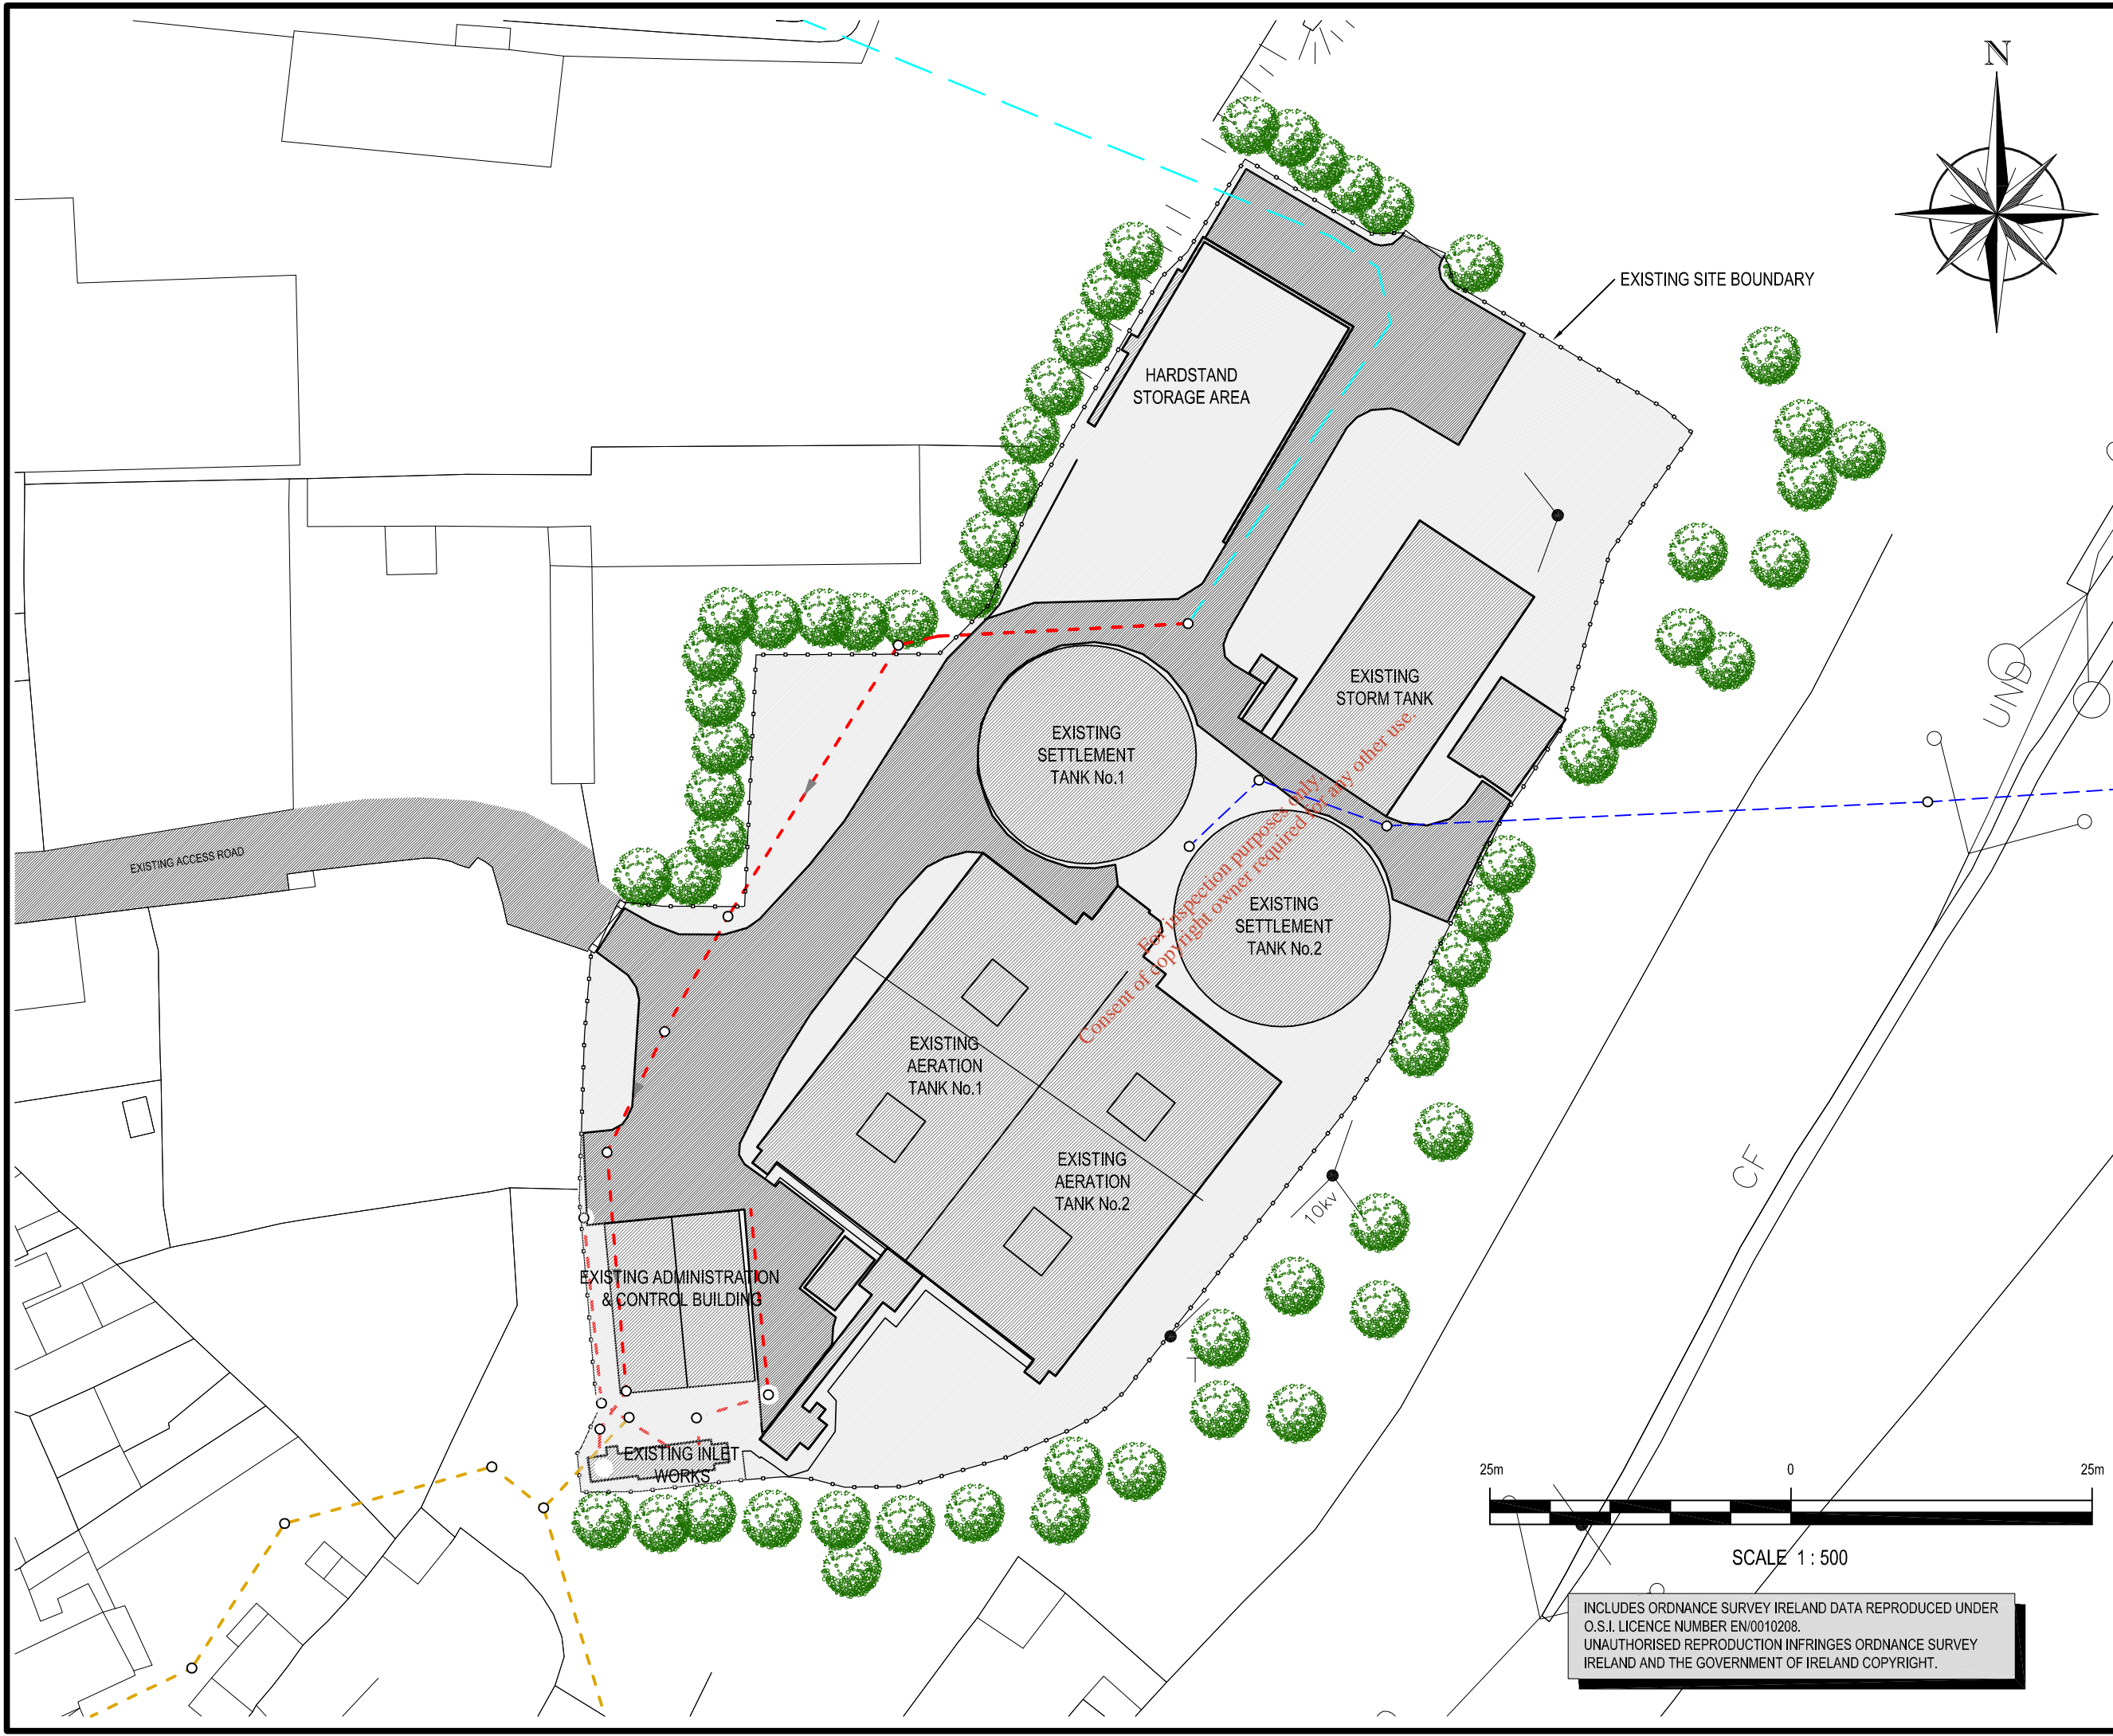 N
EXISTING SITE BOUNDARY
HARDSTAND
STORAGE AREA
EXISTING
STORM TANK
EXISTING
SETTLEMENT
TANK No.1
UND
EXISTING ACCESS ROAD
EXISTING
SETTLEMENT
TANK No.2
For inspection purposes only.
Consent of copyright owner required for any other use.
EXISTING
AERATION
TANK No.1
EXISTING
AERATION
TANK No.2
CF
10kv
EXISTING ADMINISTRATION
& CONTROL BUILDING
EXISTING INLET
WORKS
25m 0 25m
SCALE 1 : 500
INCLUDES ORDNANCE SURVEY IRELAND DATA REPRODUCED UNDER
O.S.I. LICENCE NUMBER EN/0010208.
UNAUTHORISED REPRODUCTION INFRINGES ORDNANCE SURVEY
IRELAND AND THE GOVERNMENT OF IRELAND COPYRIGHT.